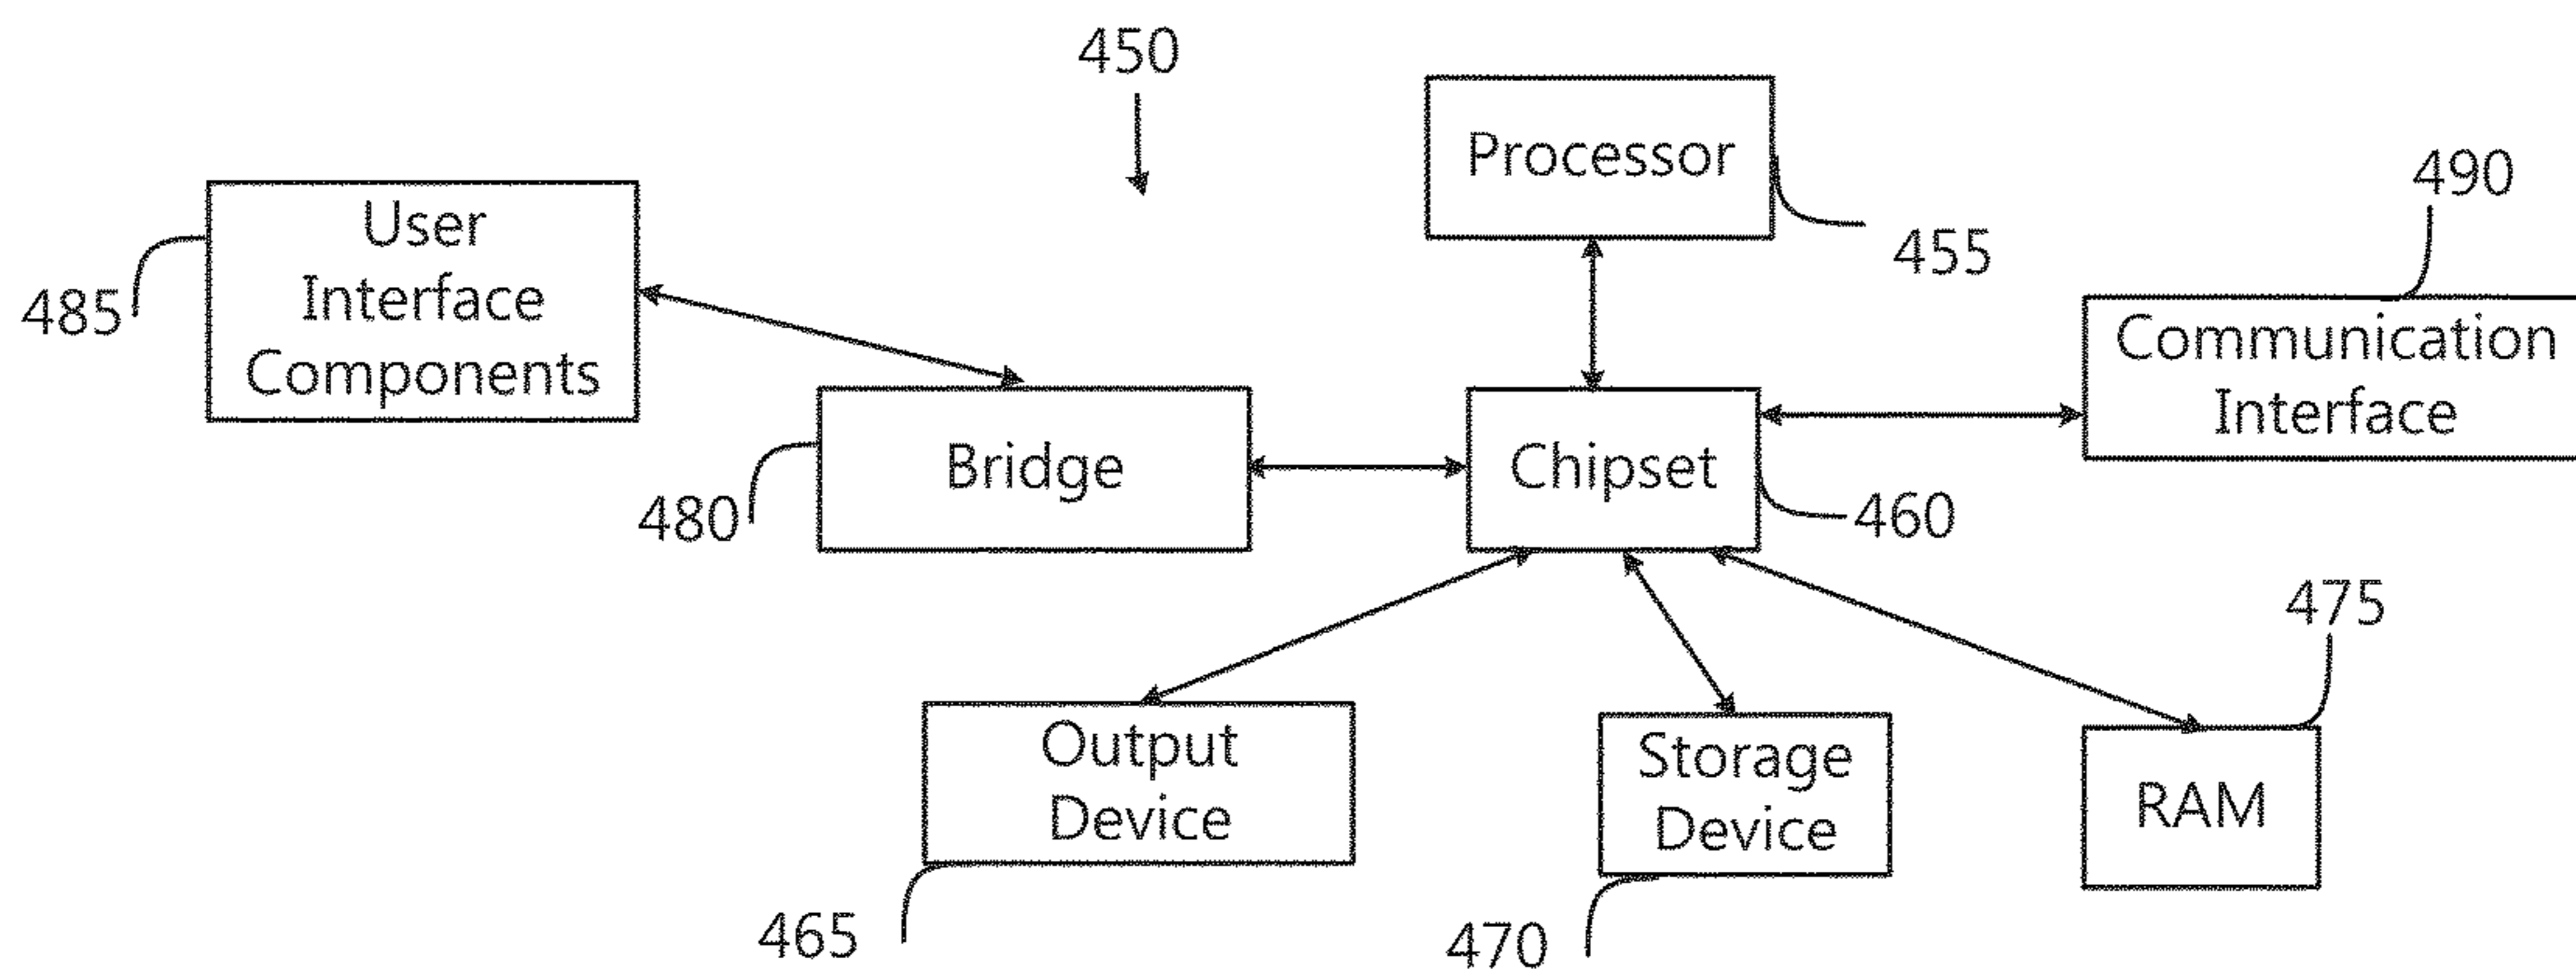 450
Processor
490
User
Interface
Components
455
485
Communication
Interface
Bridge
Chipset
480
460
475
Output
Device
Storage
Device
RAM
465
470